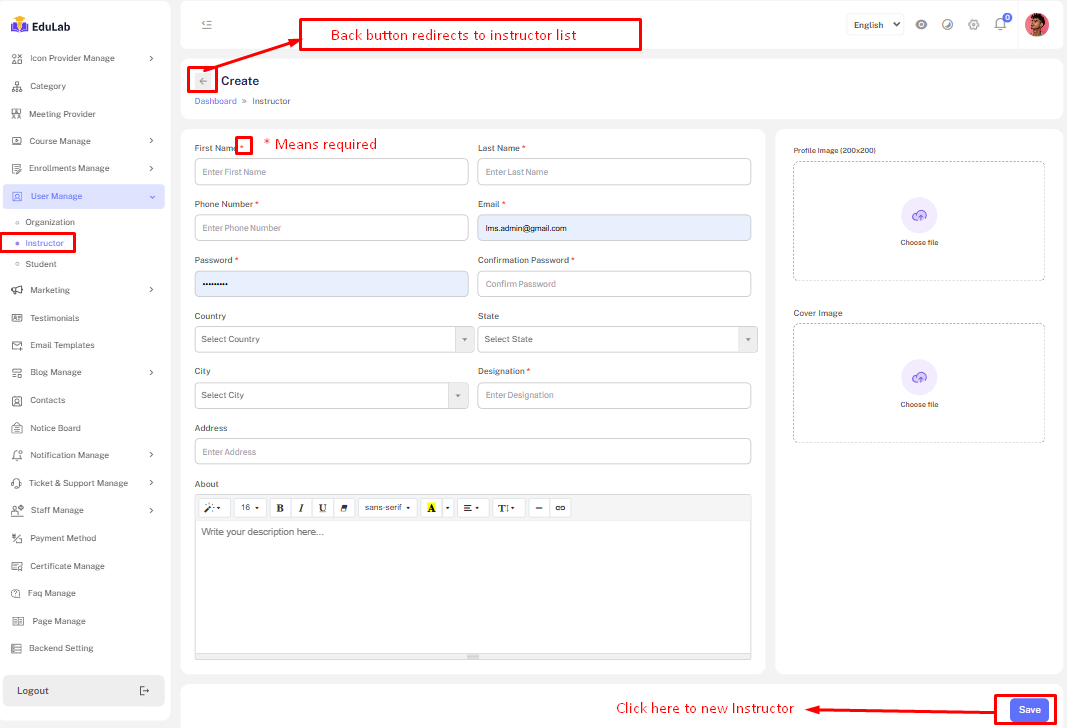 EduLab
Icon Provider Manage
Category
Meeting Provider
Course Manage
Enrollments Manage
User Manage
Organization
Instructor
Student
Marketing
Testimonials
Email Templates
Blog Manage
Contacts
Notice Board
Notification Manage
Ticket & Support Manage
Staff Manage
Payment Method
Certificate Manage
Faq Manage
Page Manage
Backend Setting
Logout
English
0
Back button redirects to instructor list
Create
Dashboard » Instructor
First Name *
* Means required
Last Name *
Enter First Name
Enter Last Name
Phone Number *
Email *
Enter Phone Number
lms.admin@gmail.com
Password *
Confirmation Password *
•••••••••
Confirm Password
Country
State
Select Country
Select State
City
Designation *
Select City
Enter Designation
Address
Enter Address
About
16 B I U sans-serif A T
Write your description here...
Profile Image (200x200)
Choose file
Cover Image
Choose file
Click here to new Instructor
Save